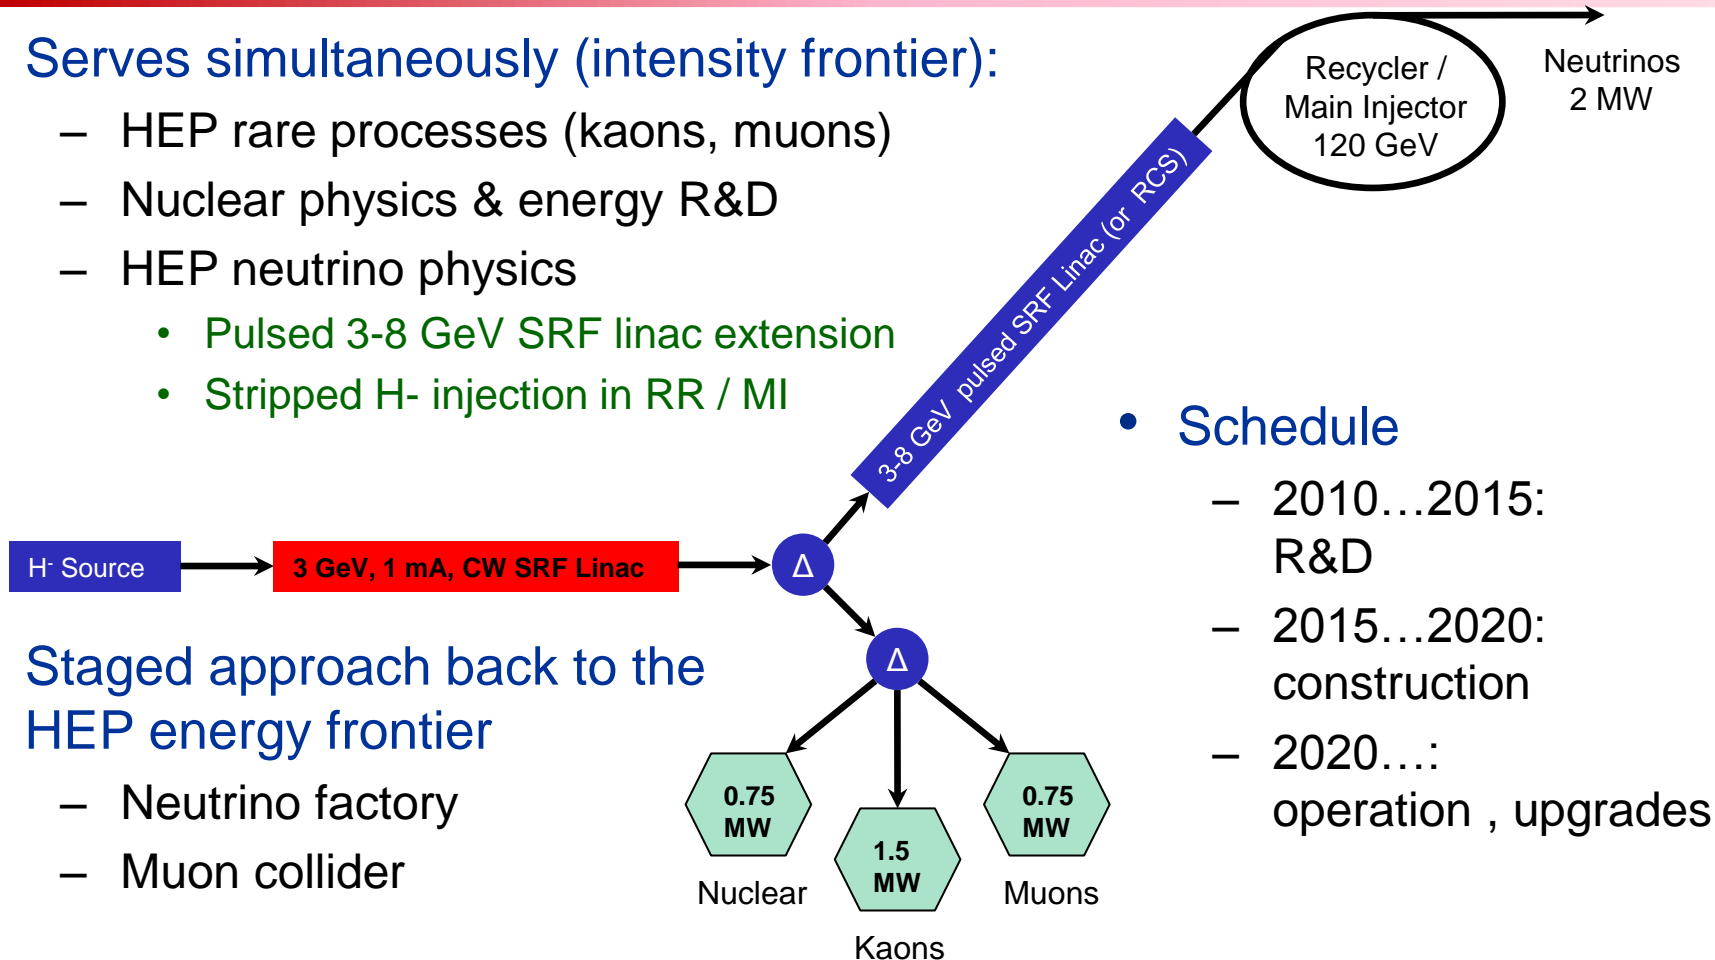 Serves simultaneously (intensity frontier):
– HEP rare processes (kaons, muons)
– Nuclear physics & energy R&D
– HEP neutrino physics
• Pulsed 3-8 GeV SRF linac extension
• Stripped H- injection in RR / MI
Recycler /
Main Injector
120 GeV
Neutrinos
2 MW
3-8 GeV pulsed SRF Linac (or RCS)
H- Source
3 GeV, 1 mA, CW SRF Linac
Δ
Δ
Staged approach back to the
HEP energy frontier
– Neutrino factory
– Muon collider
0.75
MW
Nuclear
1.5
MW
Kaons
0.75
MW
Muons
• Schedule
– 2010…2015:
R&D
– 2015…2020:
construction
– 2020…:
operation , upgrades